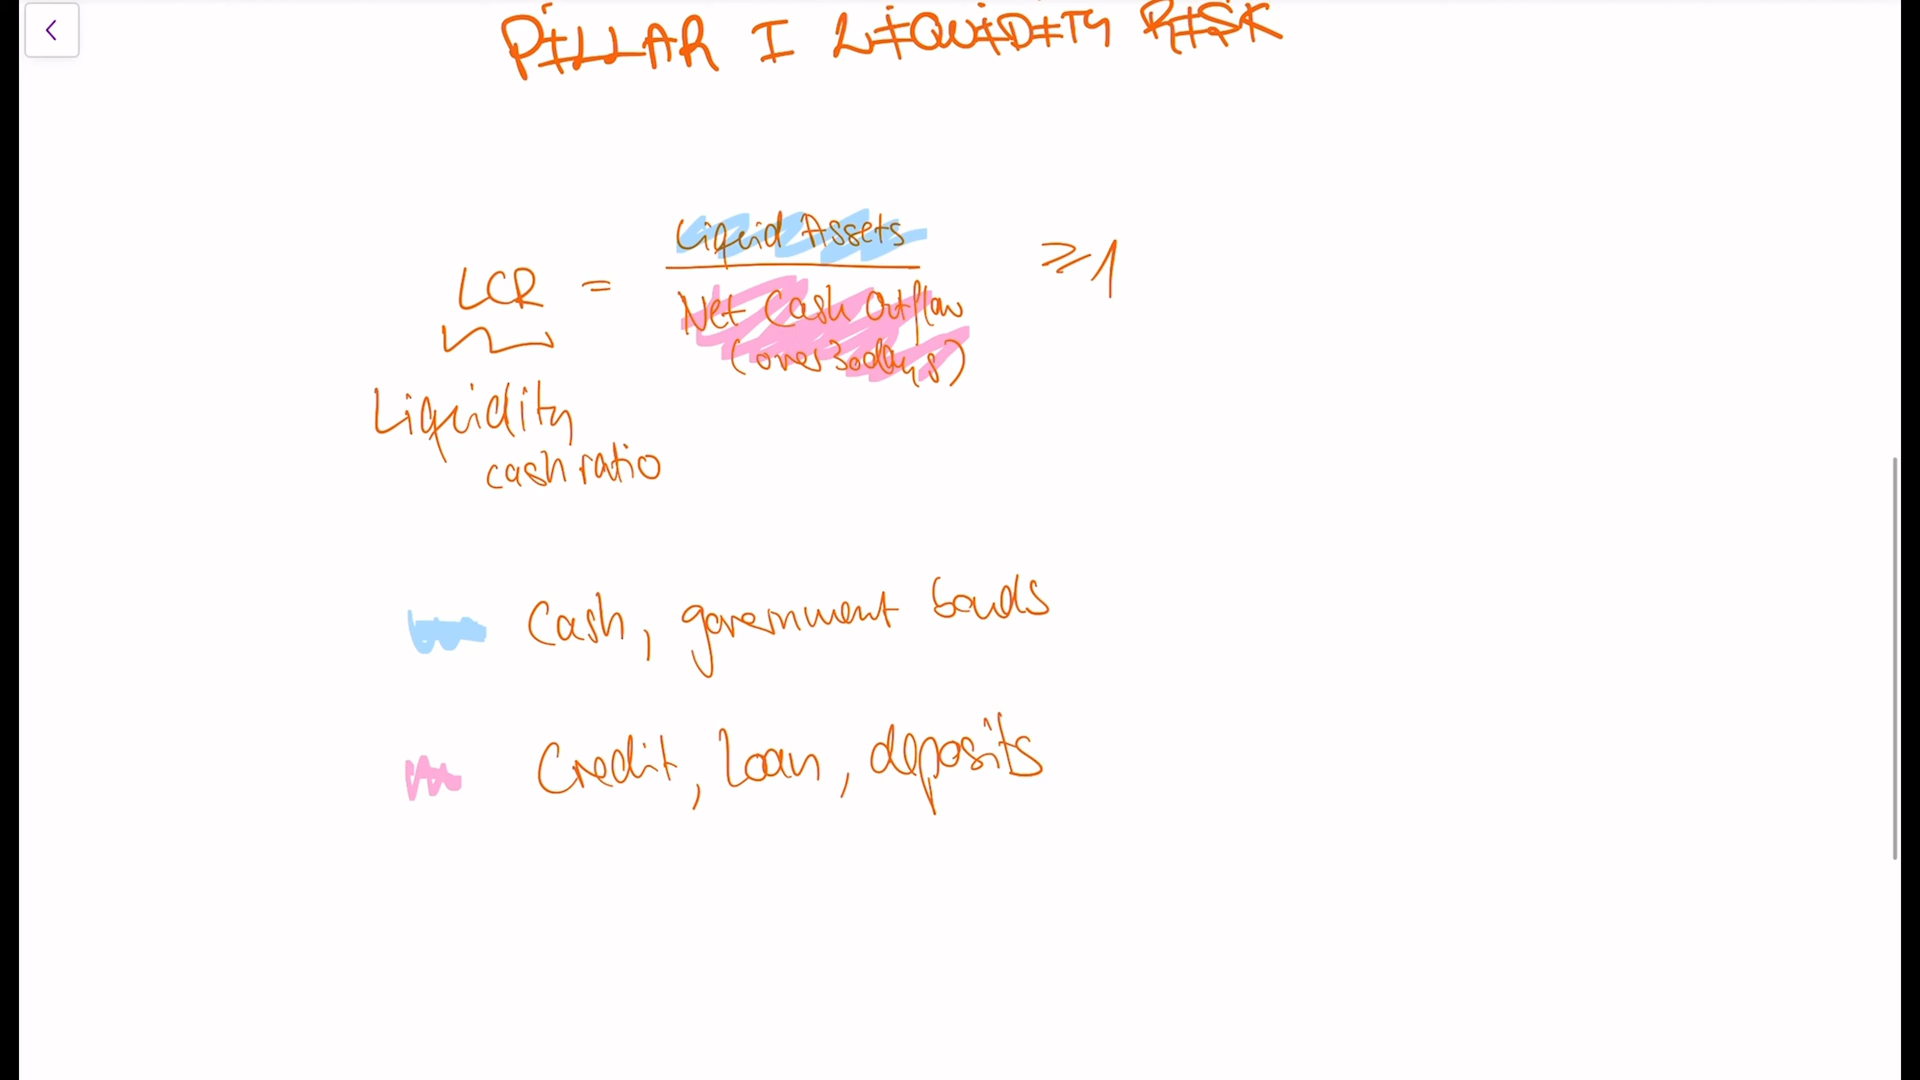 PILLAR I LIQUIDITY RISK
LCR = Liquid Assets / Net Cash Outflow (over 30 days) ≥ 1
Liquidity
cash ratio
Cash, government bonds
Credit, Loan, deposits